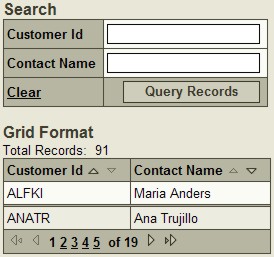 Search
Customer Id
Contact Name
Clear Query Records
Grid Format
Total Records: 91
Customer Id Contact Name
ALFKI Maria Anders
ANATR Ana Trujillo
1 2 3 4 5 of 19